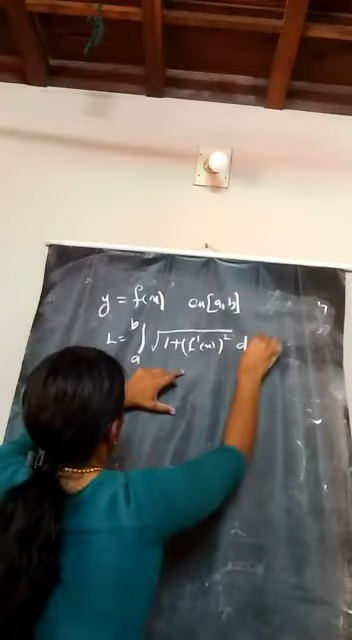 y = f(x) on [a, b]
L = ∫_a^b √(1+(f'(x))² d